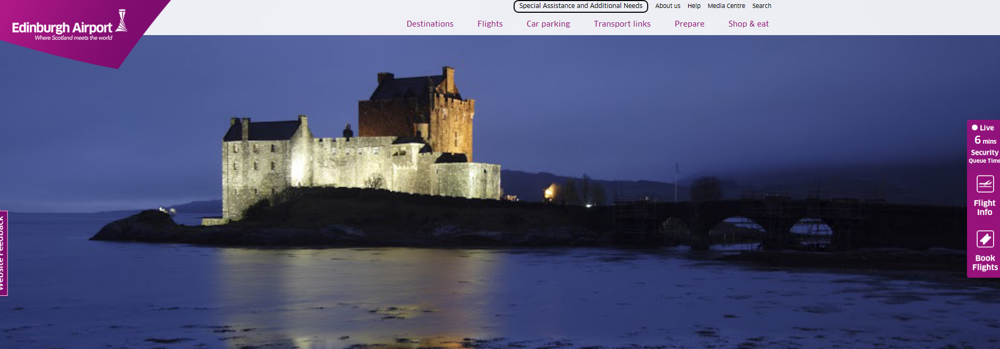 Special Assistance and Additional Needs About us Help Media Centre Search
Edinburgh Airport
Where Scotland meets the world
Destinations Flights Car parking Transport links Prepare Shop & eat
Live
6 mins
Security
Queue Time
Flight
Info
Book
Flights
Website Feedback